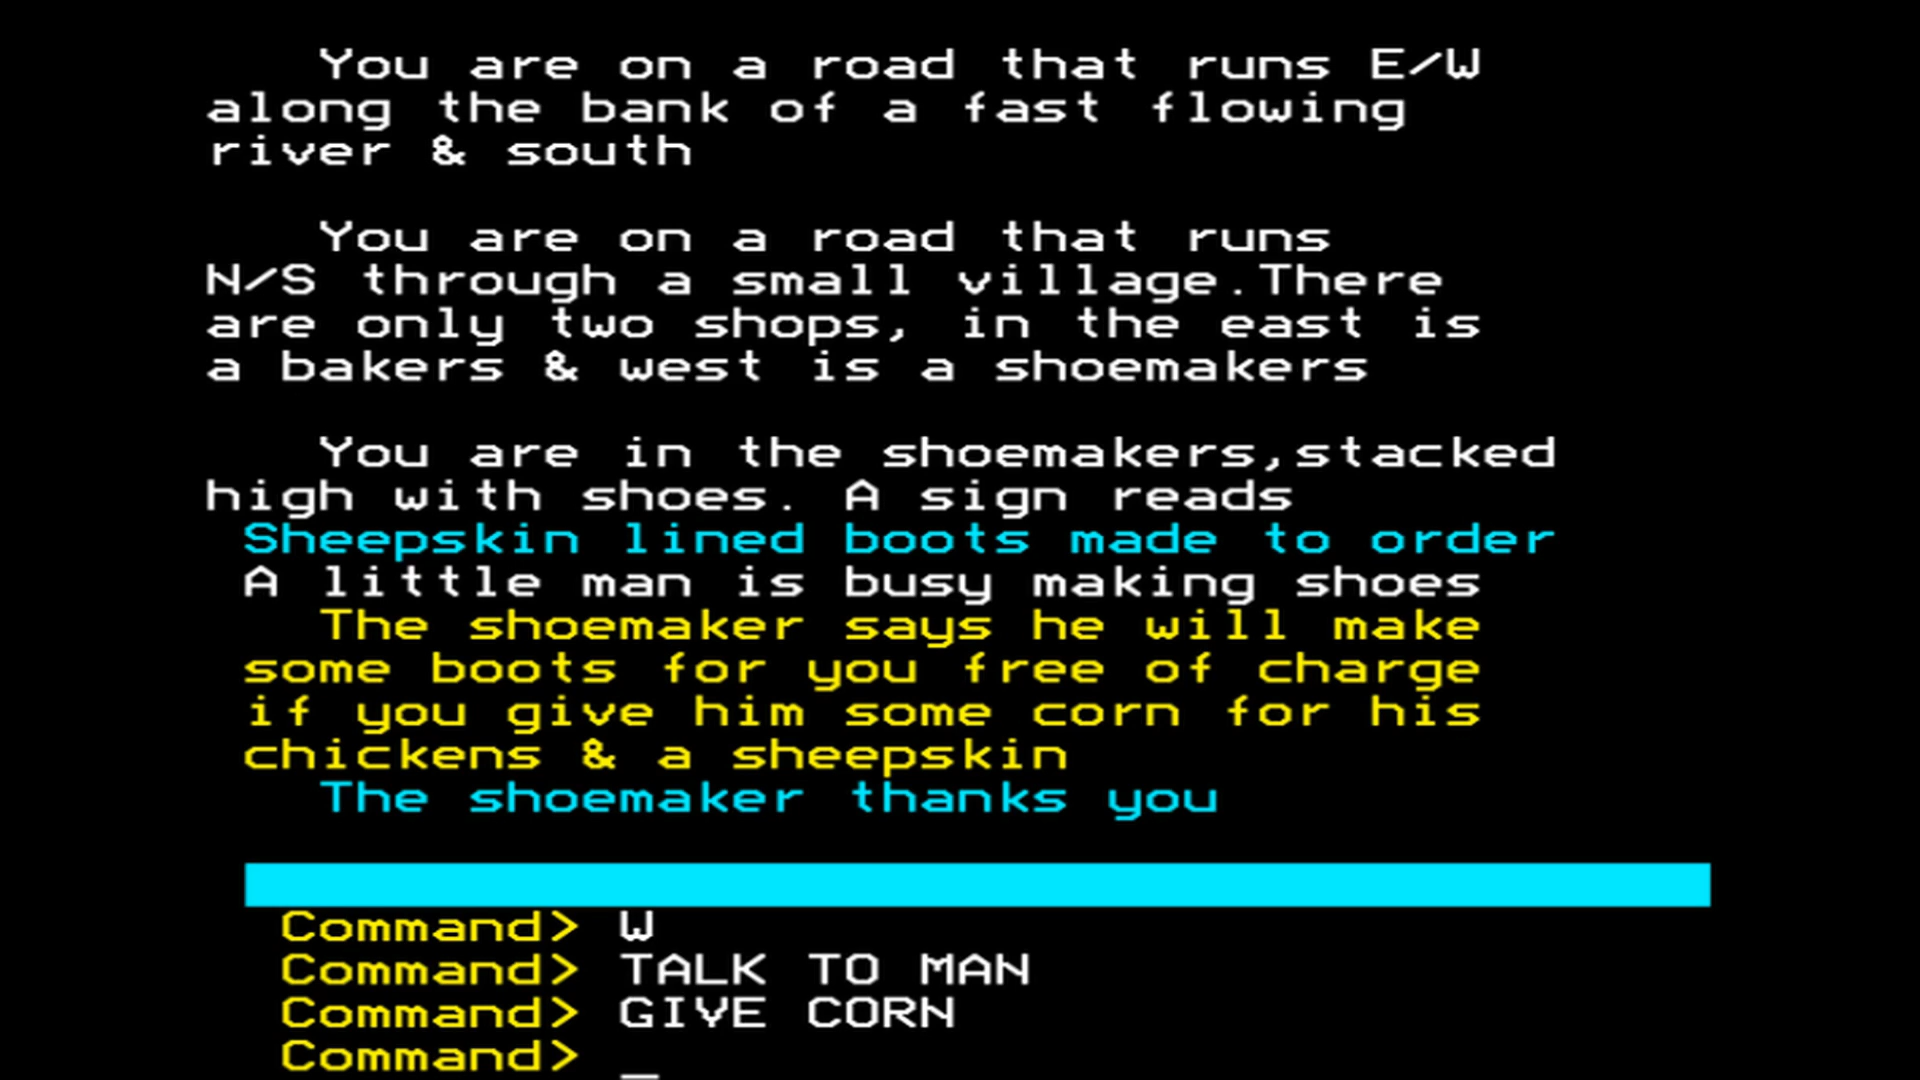 You are on a road that runs E/W
along the bank of a fast flowing
river & south
You are on a road that runs
N/S through a small village.There
are only two shops, in the east is
a bakers & west is a shoemakers
You are in the shoemakers,stacked
high with shoes. A sign reads
Sheepskin lined boots made to order
A little man is busy making shoes
The shoemaker says he will make
some boots for you free of charge
if you give him some corn for his
chickens & a sheepskin
The shoemaker thanks you
Command> W
Command> TALK TO MAN
Command> GIVE CORN
Command> _